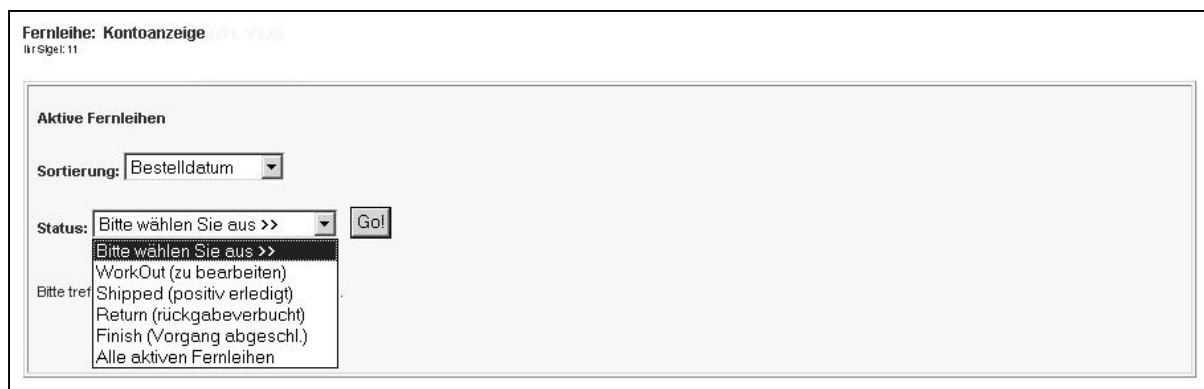 Fernleihe: Kontoanzeige
Ihr Sigel: 11
Aktive Fernleihen
Sortierung: Bestelldatum
Status: Bitte wählen Sie aus >> Go!
Bitte wählen Sie aus >>
WorkOut (zu bearbeiten)
Bitte tref
Shipped (positiv erledigt)
.
Return (rückgabeverbucht)
Finish (Vorgang abgeschl.)
Alle aktiven Fernleihen